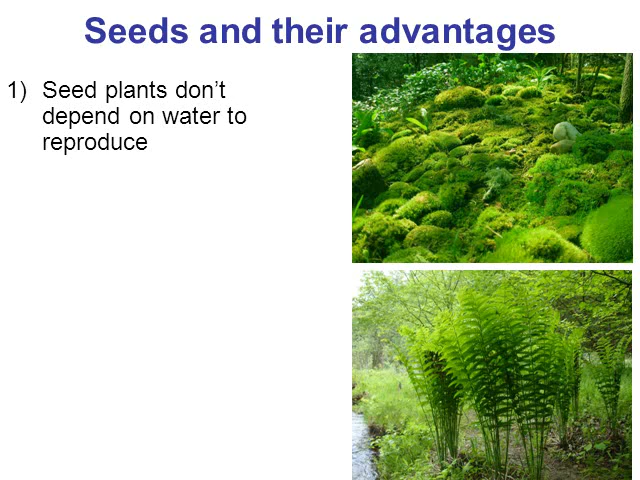 Seeds and their advantages
1) Seed plants don’t
depend on water to
reproduce